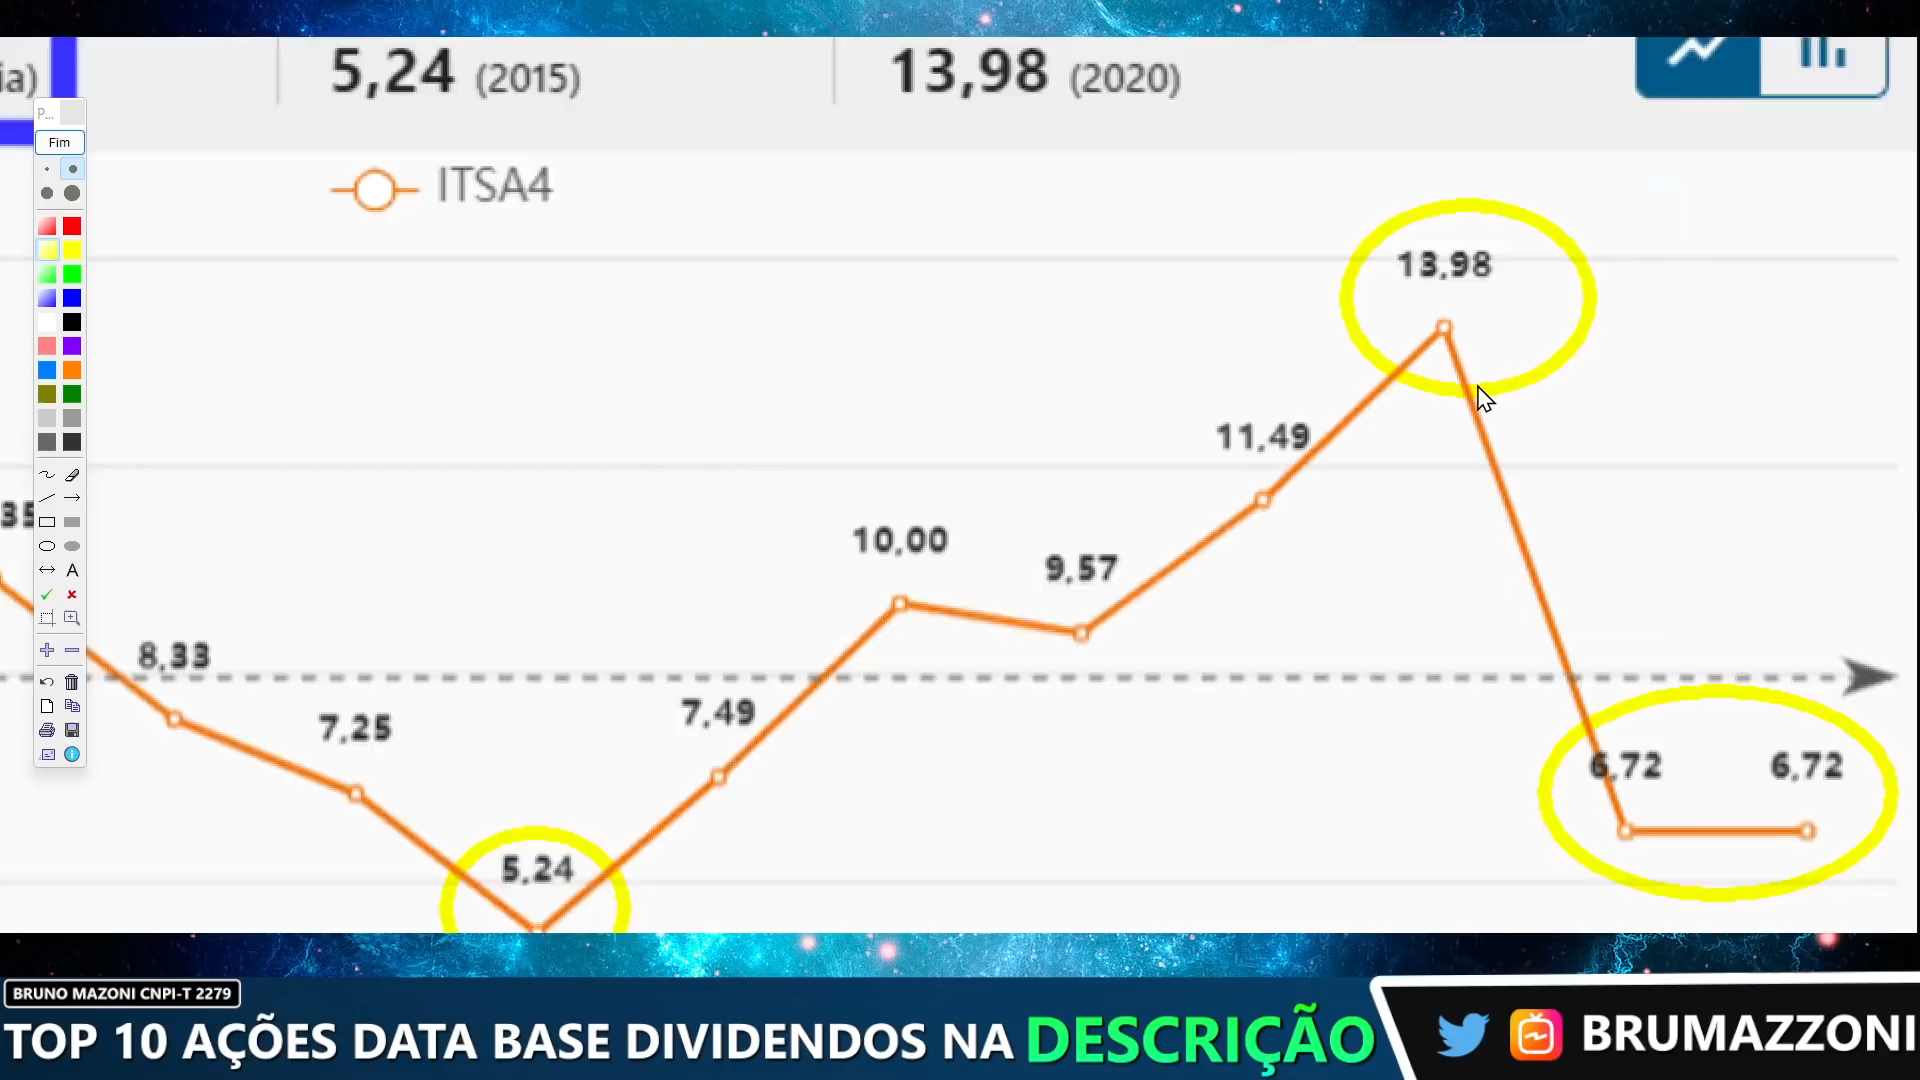 ia)
5,24 (2015)
13,98 (2020)
P...
Fim
ITSA4
13,98
11,49
35
10,00
9,57
8,33
7,25
7,49
6,72
6,72
5,24
A
BRUNO MAZONI CNPI-T 2279
TOP 10 AÇÕES DATA BASE DIVIDENDOS NA DESCRIÇÃO
BRUMAZZONI